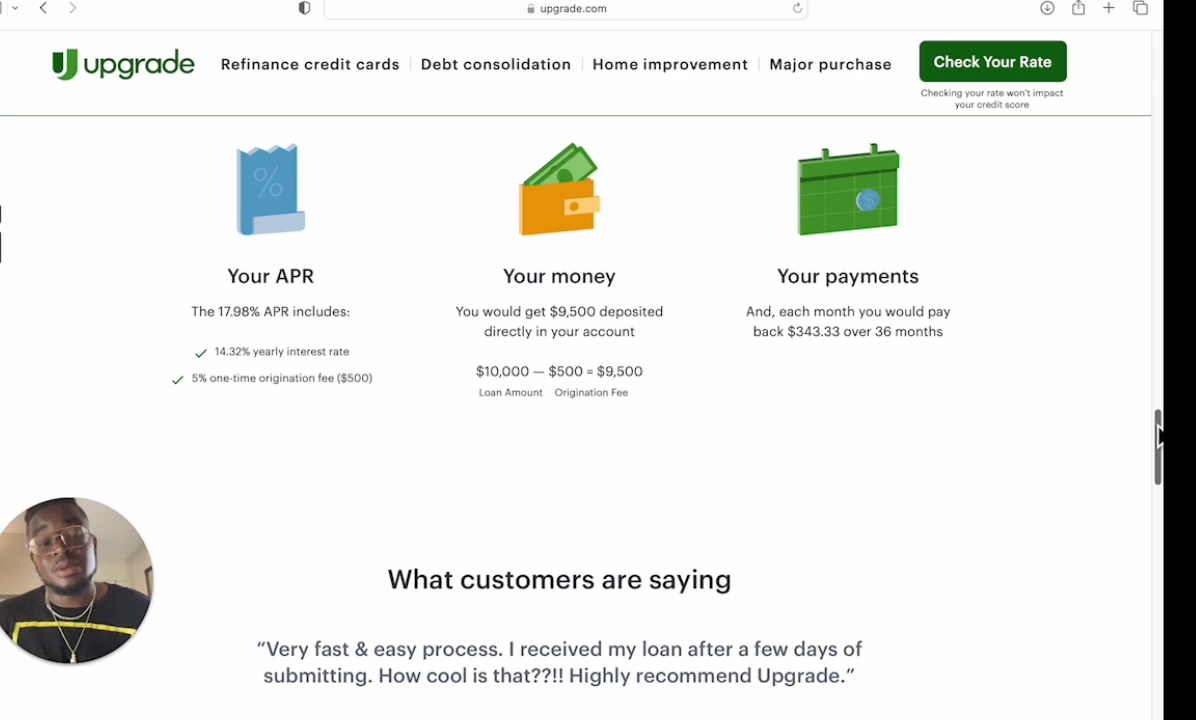 upgrade.com
upgrade
Refinance credit cards
Debt consolidation
Home improvement
Major purchase
Check Your Rate
Checking your rate won't impact
your credit score
%
$
Your APR
Your money
Your payments
The 17.98% APR includes:
14.32% yearly interest rate
5% one-time origination fee ($500)
You would get $9,500 deposited
directly in your account
$10,000 — $500 = $9,500
Loan Amount Origination Fee
And, each month you would pay
back $343.33 over 36 months
What customers are saying
“Very fast & easy process. I received my loan after a few days of
submitting. How cool is that??!! Highly recommend Upgrade.”